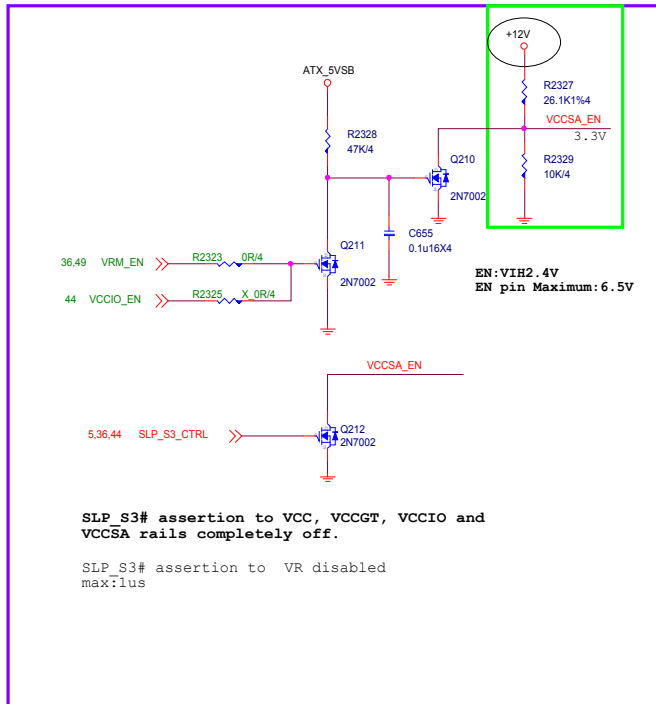 +12V
ATX_5VSB
R2327
26.1K1%4
VCCSA_EN
3.3V
R2328
47K/4
Q210
2N7002
R2329
10K/4
C655
0.1u16X4
Q211
2N7002
36,49 VRM_EN R2323 0R/4
44 VCCIO_EN R2325 X_0R/4
EN:VIH2.4V
EN pin Maximum:6.5V
VCCSA_EN
5,36,44 SLP_S3_CTRL
Q212
2N7002
SLP_S3# assertion to VCC, VCCGT, VCCIO and
VCCSA rails completely off.
SLP_S3# assertion to VR disabled
max:1us